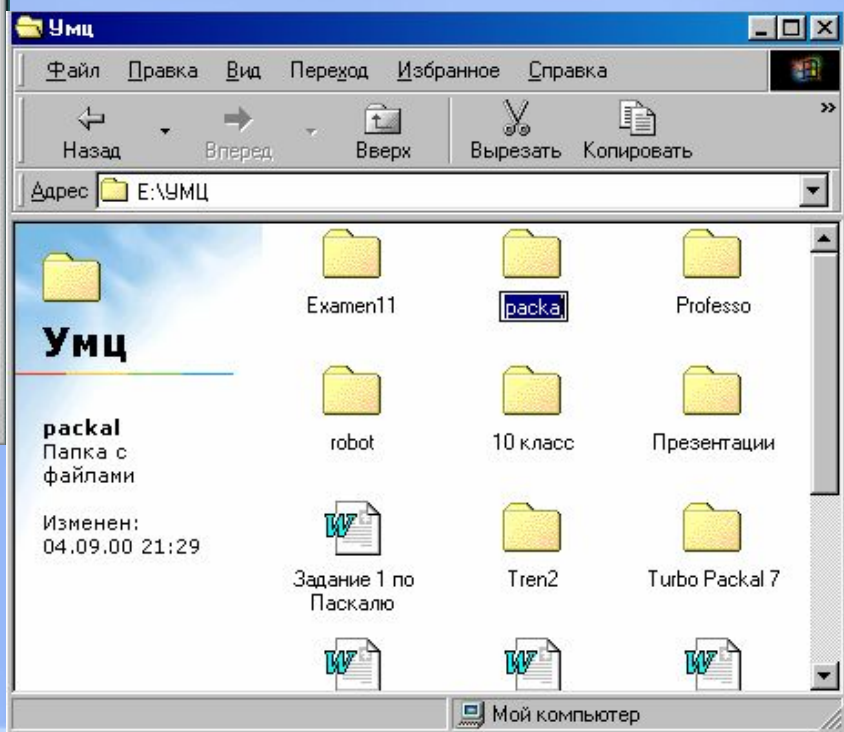 Умц
Файл Правка Вид Переход Избранное Справка
Назад Вперед Вверх Вырезать Копировать »
Адрес E:\УМЦ
Умц
packal
Папка с
файлами
Изменен:
04.09.00 21:29
Examen11 packal Professo
robot 10 класс Презентации
Задание 1 по
Паскалю
Tren2 Turbo Packal 7
Мой компьютер